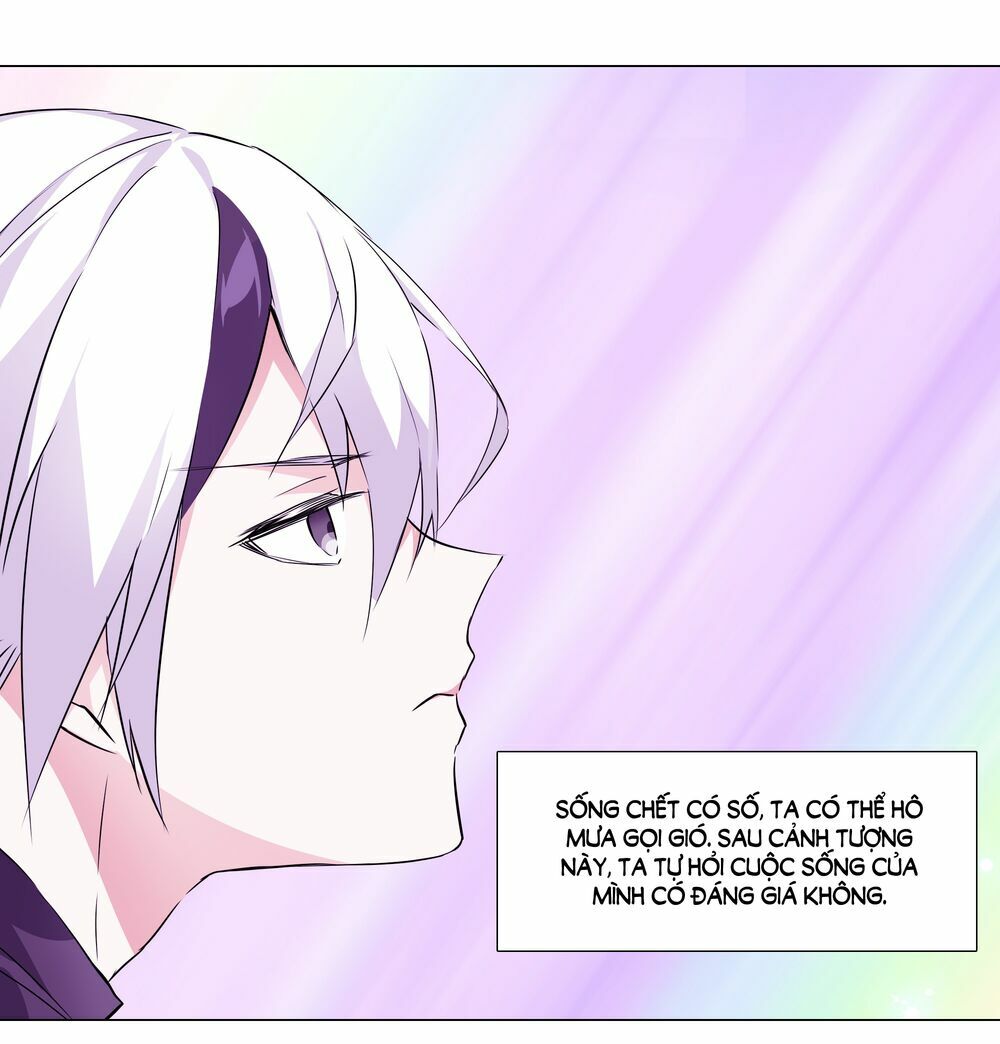 SỐNG CHẾT CÓ SỐ, TA CÓ THỂ HÔ
MƯA GỌI GIÓ. SAU CẢNH TƯỢNG
NÀY, TA TỰ HỎI CUỘC SỐNG CỦA
MÌNH CÓ ĐÁNG GIÁ KHÔNG.